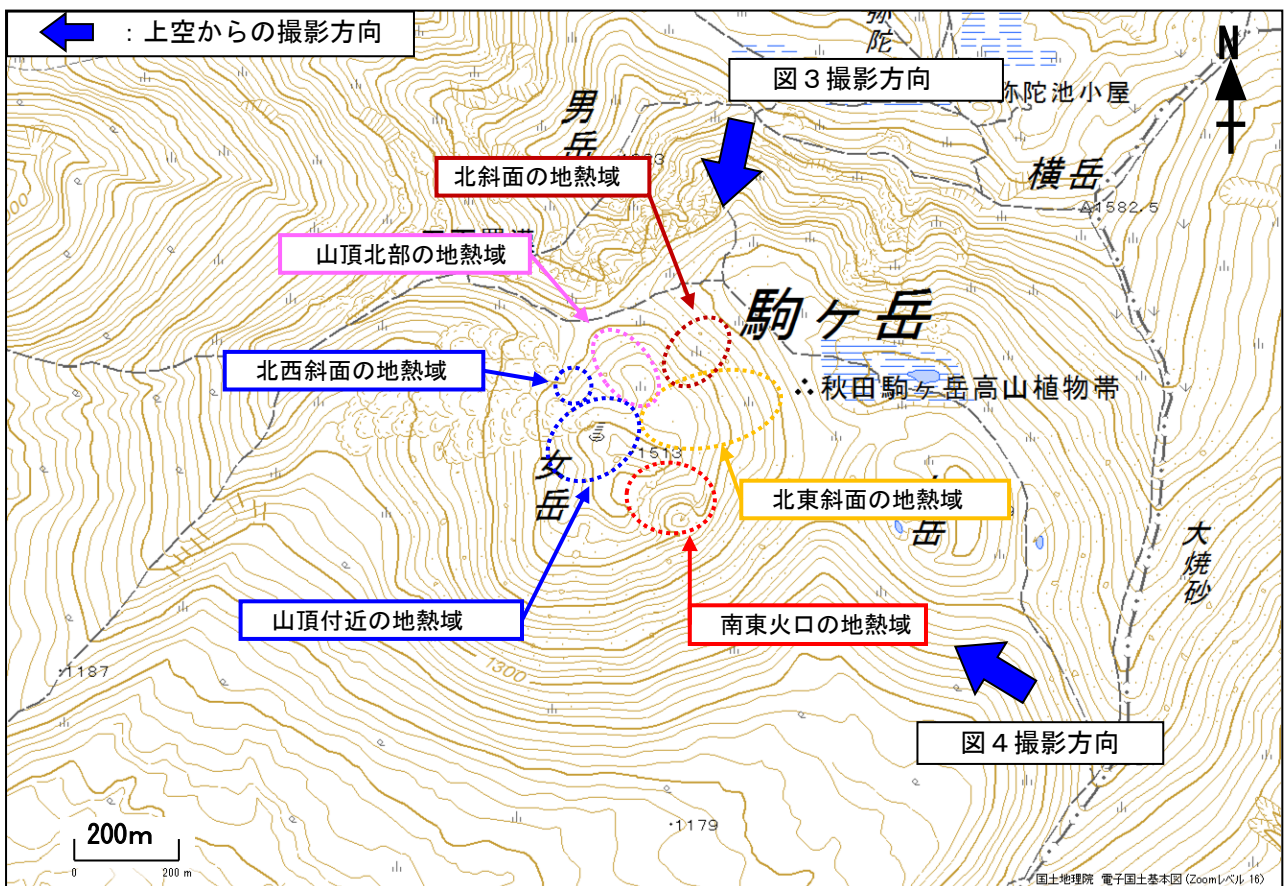 ：上空からの撮影方向
弥陀
N
図３撮影方向
弥陀池小屋
男岳
横岳
北斜面の地熱域
1582.5
山頂北部の地熱域
駒ヶ岳
北西斜面の地熱域
秋田駒ヶ岳高山植物帯
1513
女岳
北東斜面の地熱域
岳
大焼砂
山頂付近の地熱域
南東火口の地熱域
1300
1187
図４撮影方向
1179
200m
0
200 m
国土地理院 電子国土基本図(Zoomレベル 16)